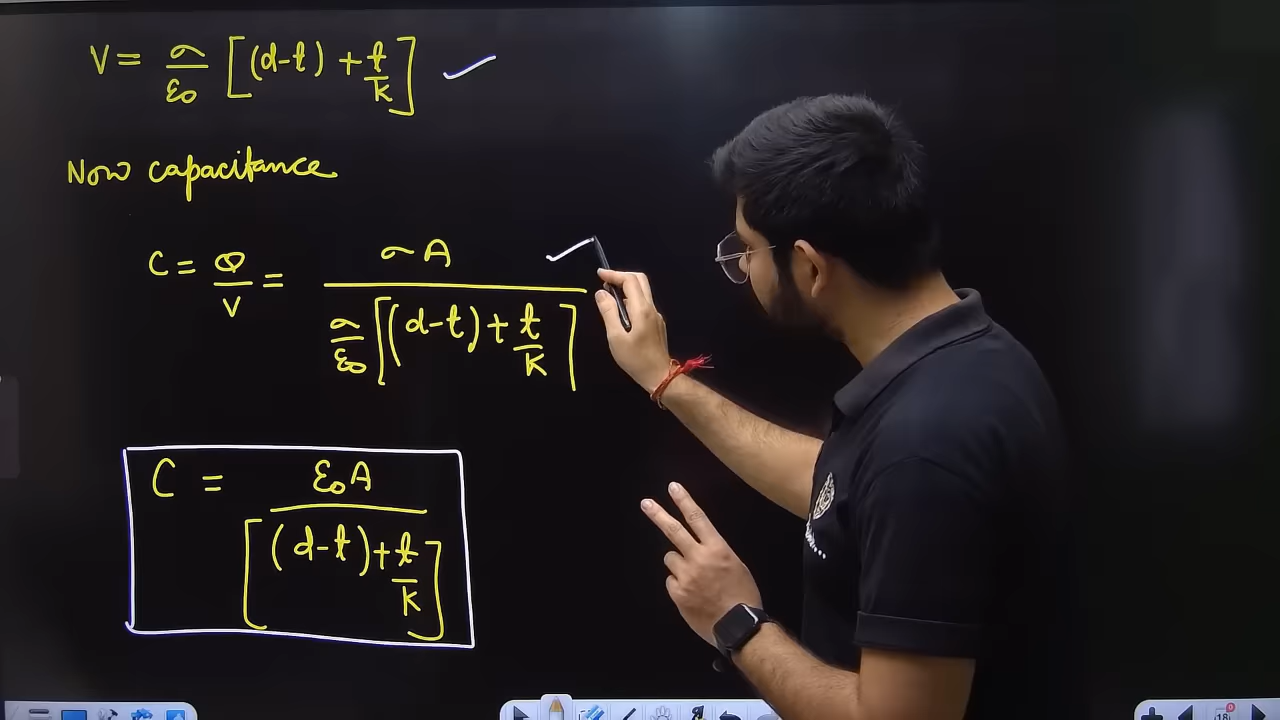 V = σ/ε₀ [(d-t) + t/k]
Now capacitance
C = Q/V = σA / σ/ε₀ [(d-t) + t/k]
C = ε₀A / [(d-t) + t/k]